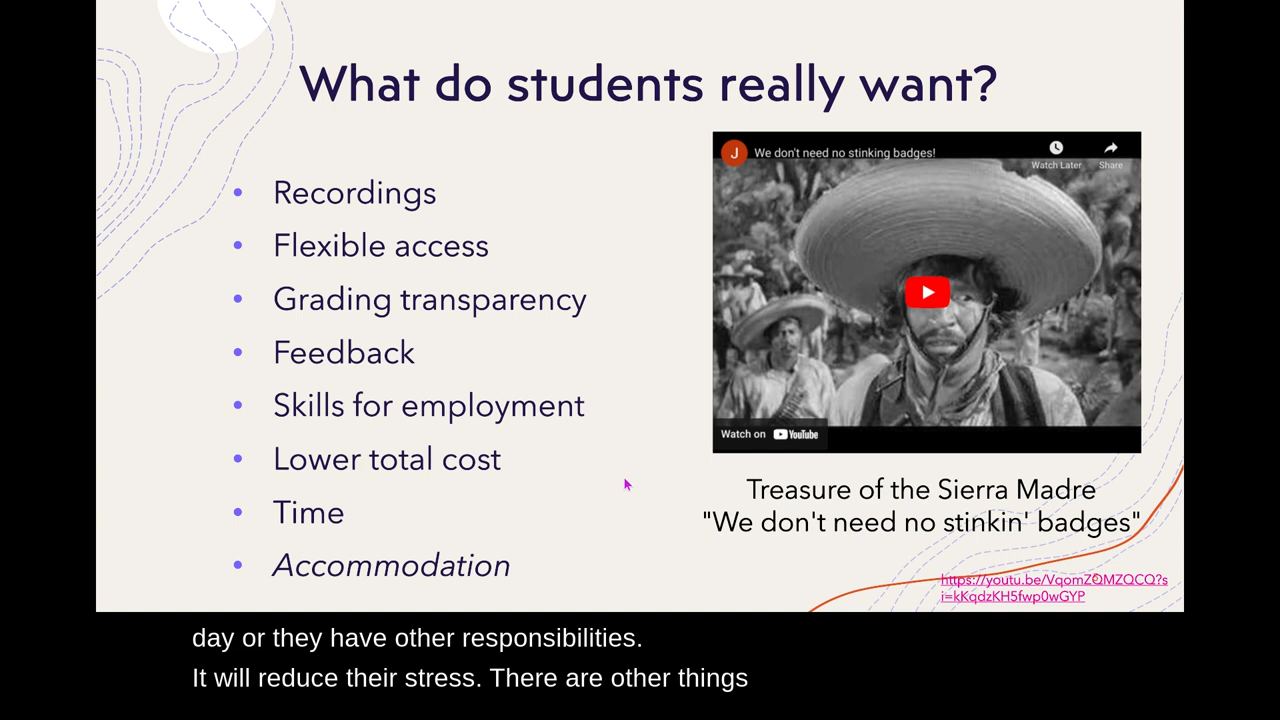 What do students really want?
Recordings
Flexible access
Grading transparency
Feedback
Skills for employment
Lower total cost
Time
Accommodation
J
We don't need no stinking badges!
Watch Later
Share
Watch on YouTube
Treasure of the Sierra Madre
"We don't need no stinkin' badges"
https://youtu.be/VqomZQMZQCQ?s
i=kKqdzKH5fwp0wGYP
day or they have other responsibilities.
It will reduce their stress. There are other things